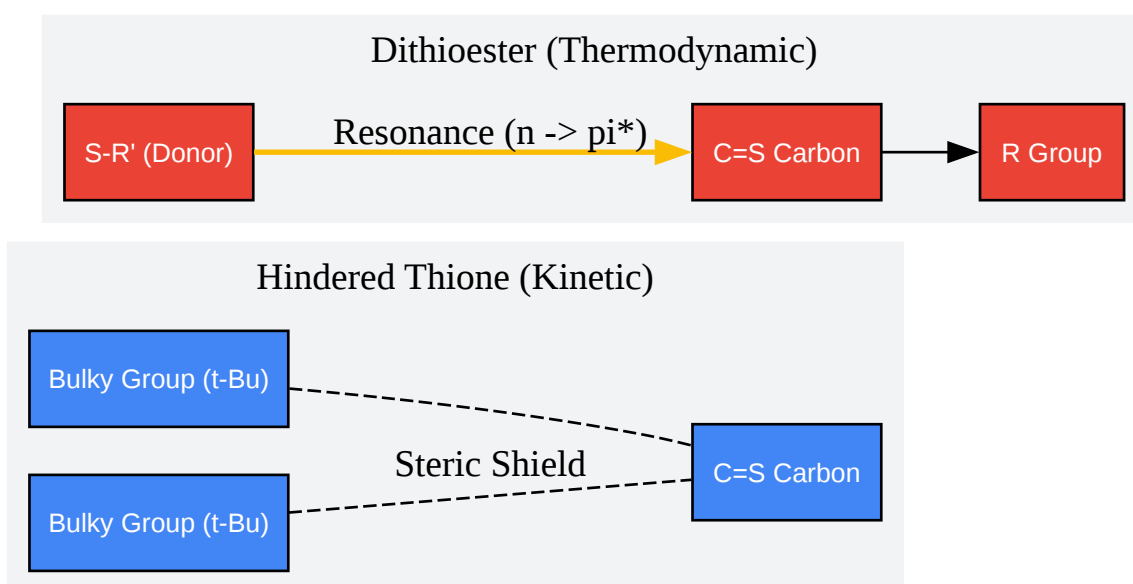 Dithioester (Thermodynamic)
S-R' (Donor)
Resonance (n -> pi*)
C=S Carbon
R Group
Hindered Thione (Kinetic)
Bulky Group (t-Bu)
Steric Shield
C=S Carbon
Bulky Group (t-Bu)